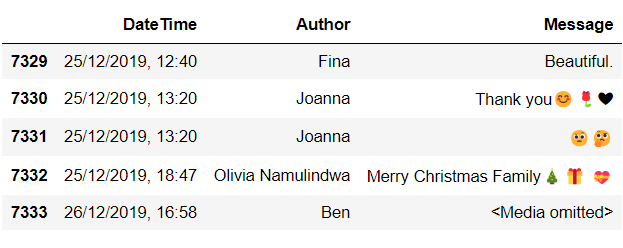 DateTime Author Message
7329 25/12/2019, 12:40 Fina Beautiful.
7330 25/12/2019, 13:20 Joanna Thank you😊🌹🖤
7331 25/12/2019, 13:20 Joanna 🥺🤔
7332 25/12/2019, 18:47 Olivia Namulindwa Merry Christmas Family🎄🎁💝
7333 26/12/2019, 16:58 Ben <Media omitted>